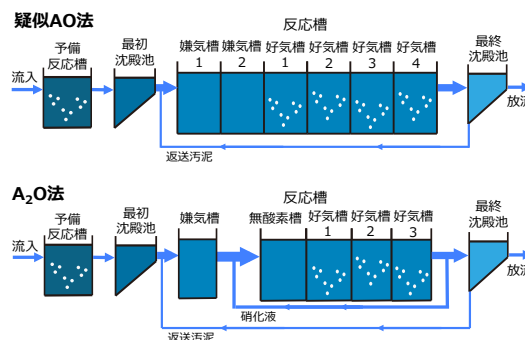 疑似AO法
反応槽
予備
反応槽
最初
沈殿池
嫌気槽
1
嫌気槽
2
好気槽
1
好気槽
2
好気槽
3
好気槽
4
最終
沈殿池
流入
放流
返送汚泥
A₂O法
反応槽
予備
反応槽
最初
沈殿池
嫌気槽
無酸素槽
好気槽
1
好気槽
2
好気槽
3
最終
沈殿池
流入
放流
硝化液
返送汚泥